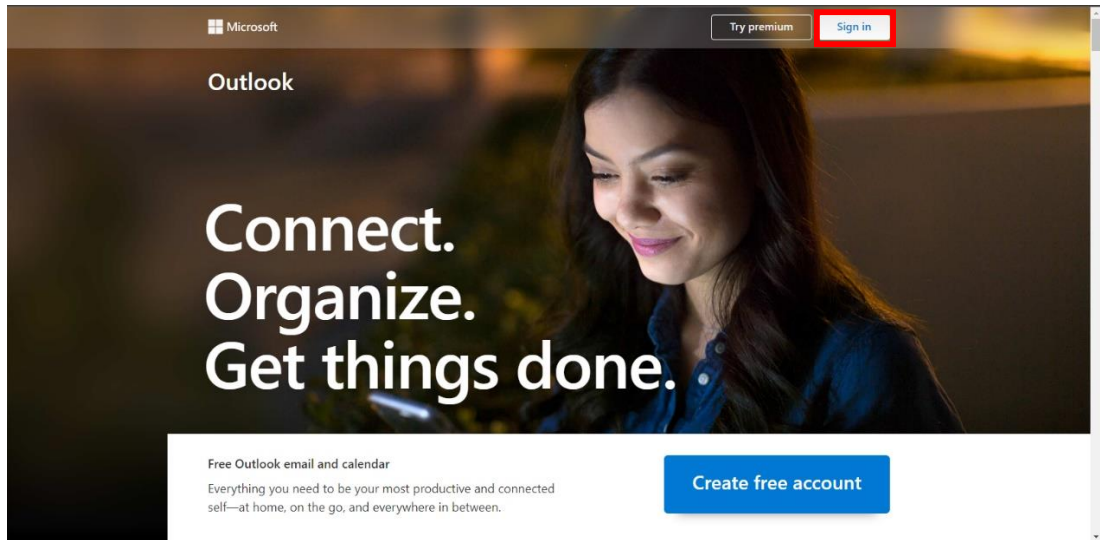 Microsoft
Try premium
Sign in
Outlook
Connect.
Organize.
Get things done.
Free Outlook email and calendar
Everything you need to be your most productive and connected
self—at home, on the go, and everywhere in between.
Create free account